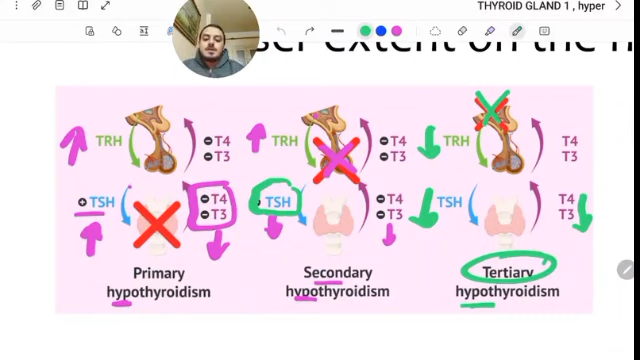 THYROID GLAND 1 , hyper
ser extent on the
TRH
T4
T3
TSH
T4
T3
Primary
hypothyroidism
TRH
T4
T3
TSH
T4
T3
Secondary
hypothyroidism
TRH
T4
T3
TSH
T4
T3
Tertiary
hypothyroidism